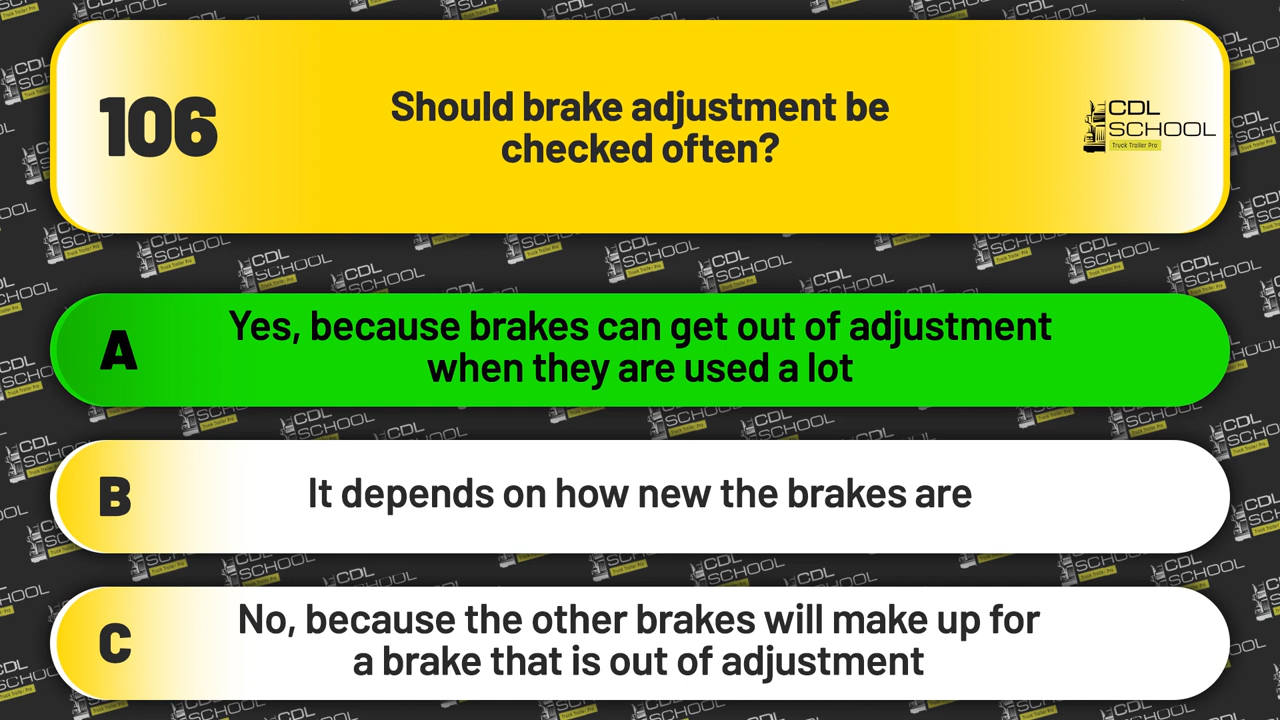 106
Should brake adjustment be
checked often?
CDL
SCHOOL
Truck Trailer Pro
A
Yes, because brakes can get out of adjustment
when they are used a lot
B
It depends on how new the brakes are
C
No, because the other brakes will make up for
a brake that is out of adjustment